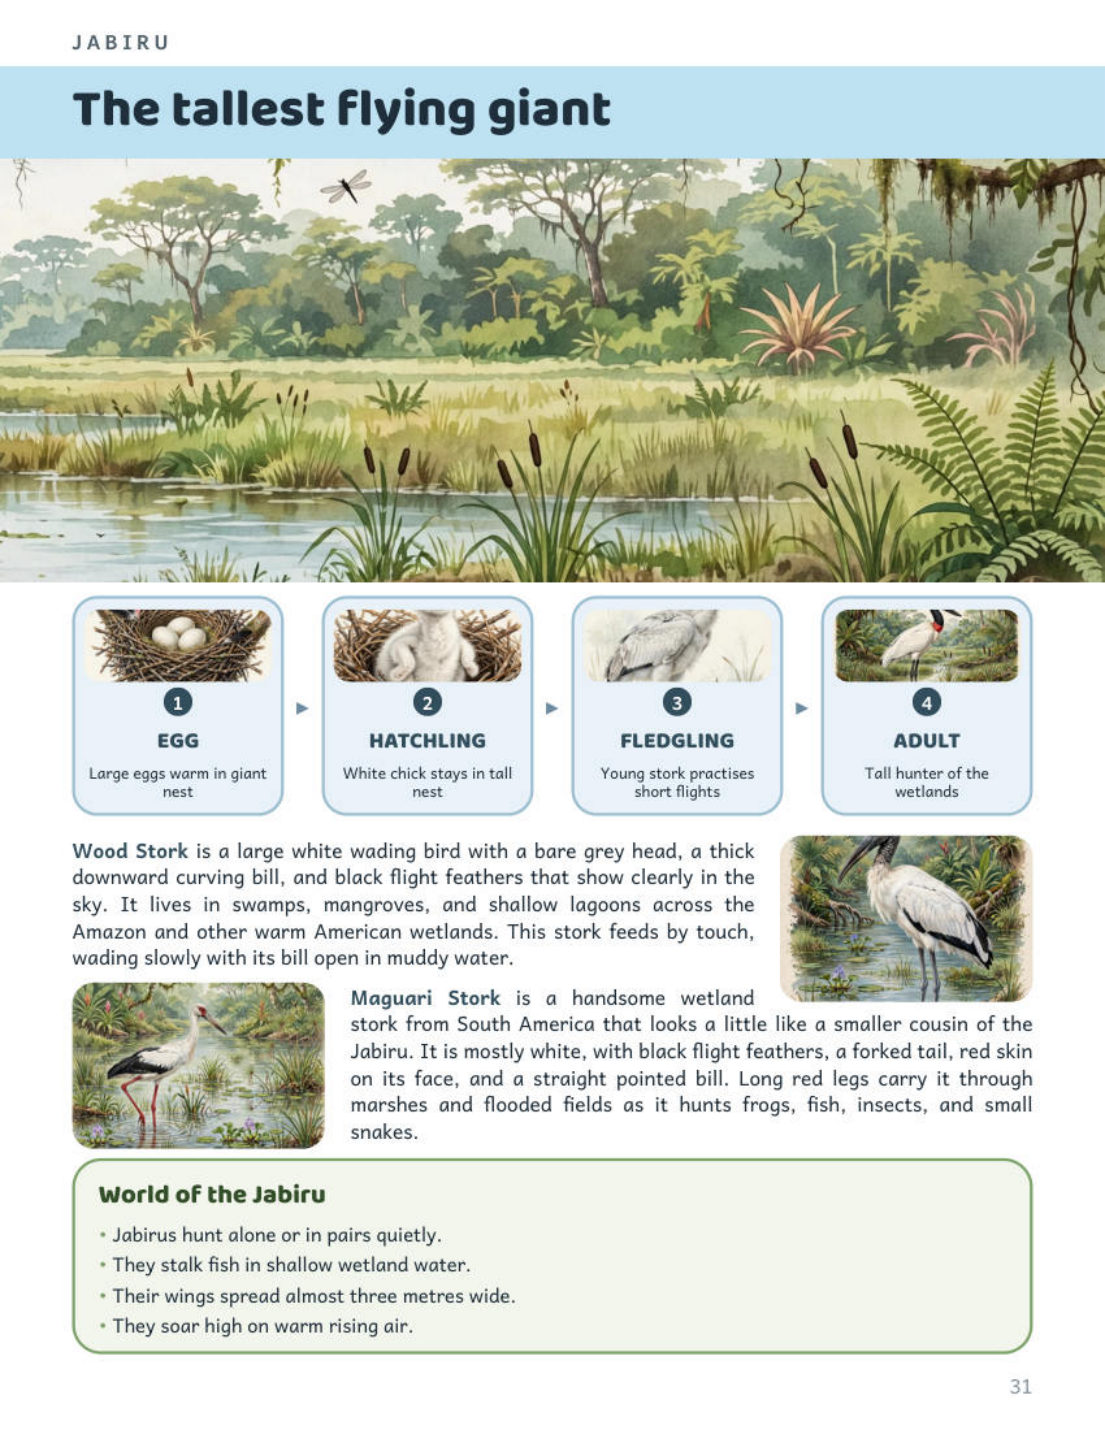 JABIRU
The tallest flying giant
1
EGG
Large eggs warm in giant
nest
2
HATCHLING
White chick stays in tall
nest
3
FLEDGLING
Young stork practises
short flights
4
ADULT
Tall hunter of the
wetlands
Wood Stork is a large white wading bird with a bare grey head, a thick
downward curving bill, and black flight feathers that show clearly in the
sky. It lives in swamps, mangroves, and shallow lagoons across the
Amazon and other warm American wetlands. This stork feeds by touch,
wading slowly with its bill open in muddy water.
Maguari Stork is a handsome wetland
stork from South America that looks a little like a smaller cousin of the
Jabiru. It is mostly white, with black flight feathers, a forked tail, red skin
on its face, and a straight pointed bill. Long red legs carry it through
marshes and flooded fields as it hunts frogs, fish, insects, and small
snakes.
World of the Jabiru
• Jabirus hunt alone or in pairs quietly.
• They stalk fish in shallow wetland water.
• Their wings spread almost three metres wide.
• They soar high on warm rising air.
31